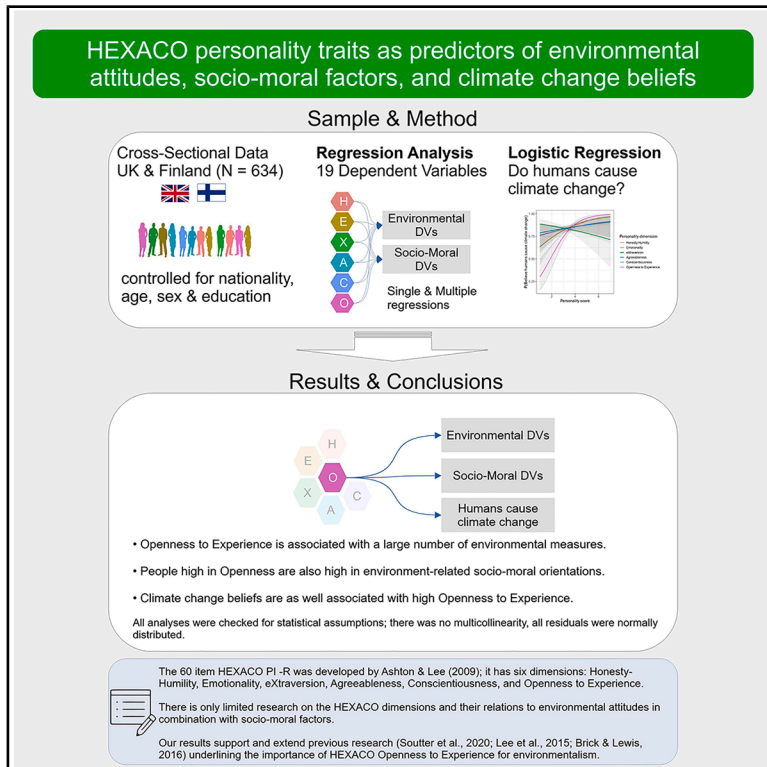 HEXACO personality traits as predictors of environmental
attitudes, socio-moral factors, and climate change beliefs
Sample & Method
Cross-Sectional Data
UK & Finland (N = 634)
controlled for nationality,
age, sex & education
Regression Analysis
19 Dependent Variables
H
E
X
A
C
O
Environmental
DVs
Socio-Moral DVs
Single & Multiple
regressions
Logistic Regression
Do humans cause
climate change?
Personality dimension
Honesty-Humility
Emotionality
eXtraversion
Agreeableness
Conscientiousness
Openness to Experience
2
4
6
Personality score
Results & Conclusions
H
E
O
X
C
A
Environmental DVs
Socio-Moral DVs
Humans cause
climate change
• Openness to Experience is associated with a large number of environmental measures.
• People high in Openness are also high in environment-related socio-moral orientations.
• Climate change beliefs are as well associated with high Openness to Experience.
All analyses were checked for statistical assumptions; there was no multicollinearity, all residuals were normally
distributed.
The 60 item HEXACO PI -R was developed by Ashton & Lee (2009); it has six dimensions: Honesty-
Humility, Emotionality, eXtraversion, Agreeableness, Conscientiousness, and Openness to Experience.
There is only limited research on the HEXACO dimensions and their relations to environmental attitudes in
combination with socio-moral factors.
Our results support and extend previous research (Soutter et al., 2020; Lee et al., 2015; Brick & Lewis,
2016) underlining the importance of HEXACO Openness to Experience for environmentalism.